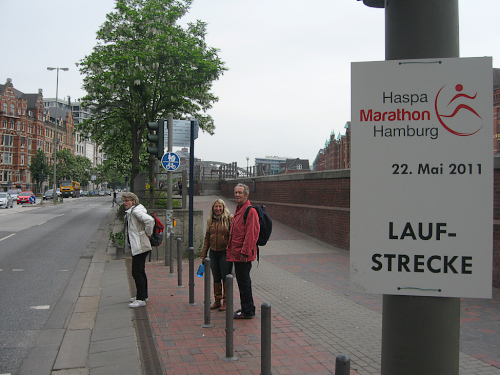 Haspa
Marathon
Hamburg
22. Mai 2011
LAUF-
STRECKE